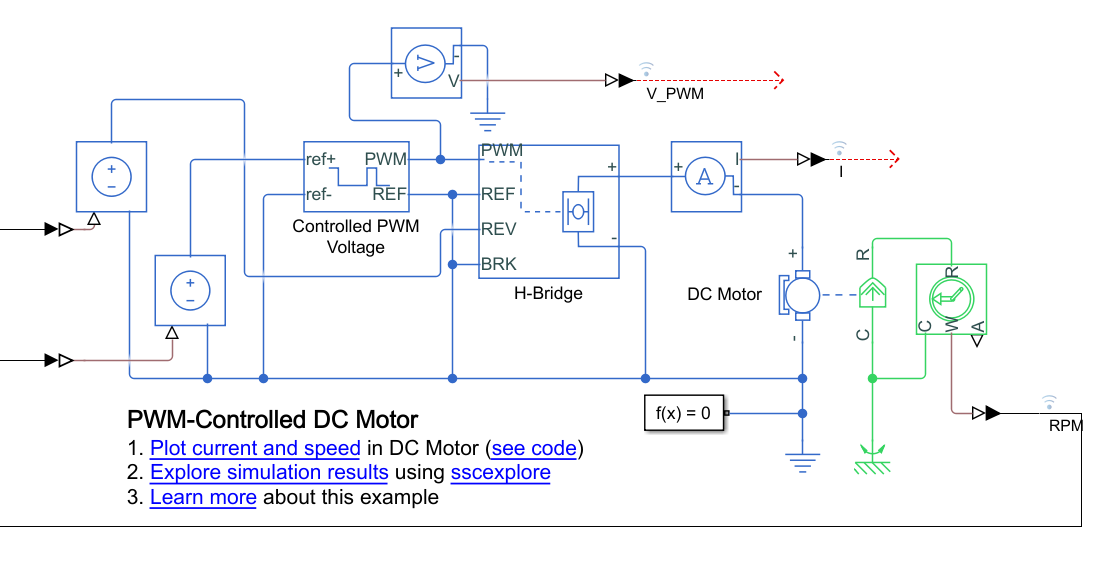 +
-
V
V_PWM
ref+
PWM
ref-
REF
Controlled PWM
Voltage
PWM
REF
REV
BRK
+
-
H-Bridge
+
A
I
-
I
+
-
+
-
DC Motor
+
-
R
C
R
C
W
A
f(x) = 0
RPM
PWM-Controlled DC Motor
1. Plot current and speed in DC Motor (see code)
2. Explore simulation results using sscexplore
3. Learn more about this example